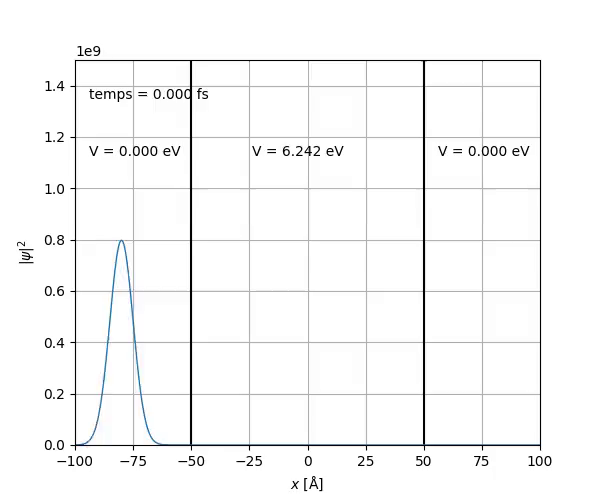 1e9
1.4
temps = 0.000 fs
1.2
V = 0.000 eV
V = 6.242 eV
V = 0.000 eV
1.0
|ψ|²
0.8
0.6
0.4
0.2
0.0
−100
−75
−50
−25
0
25
50
75
100
x [Å]